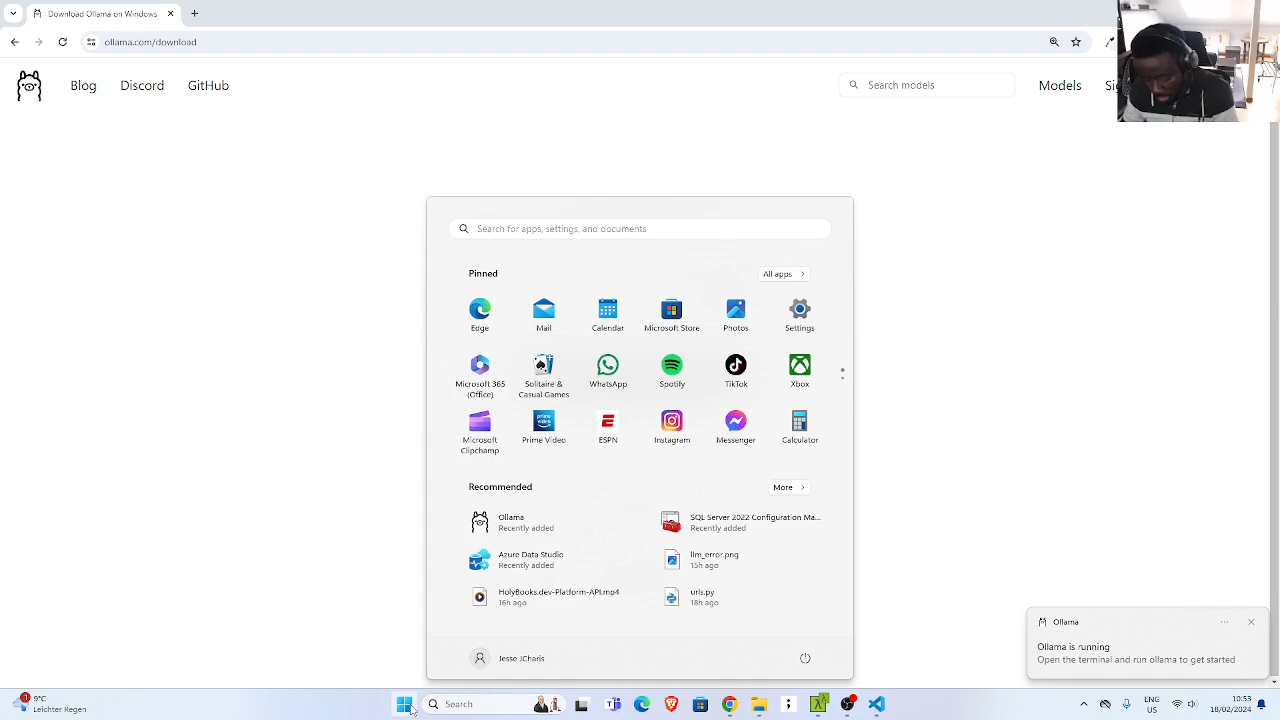 Download Ollama on Windows
ollama.com/download
Blog
Discord
GitHub
Search models
Models
Search for apps, settings, and documents
Pinned
All apps
Edge
Mail
Calendar
Microsoft Store
Photos
Settings
Microsoft 365
(Office)
Solitaire &
Casual Games
WhatsApp
Spotify
TikTok
Xbox
Microsoft
Clipchamp
Prime Video
ESPN
Instagram
Messenger
Calculator
Recommended
More
Ollama
Recently added
SQL Server 2022 Configuration Ma...
Recently added
Azure Data Studio
Recently added
llm_error.png
15h ago
HolyBooks.dev-Platform-API.mp4
16h ago
urls.py
18h ago
Jesse JCharis
Ollama
Ollama is running
Open the terminal and run ollama to get started
1
9°C
Leichter Regen
Search
ENG
US
10:53
18/02/2024